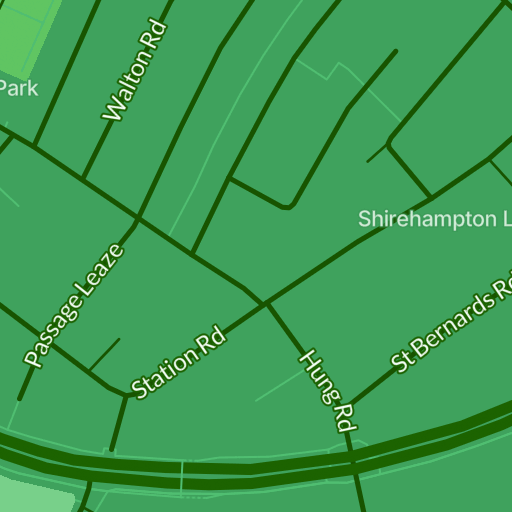 Walton Rd
Park
Shirehampton L
Passage Leaze
St Bernards Rd
Station Rd
Hung Rd